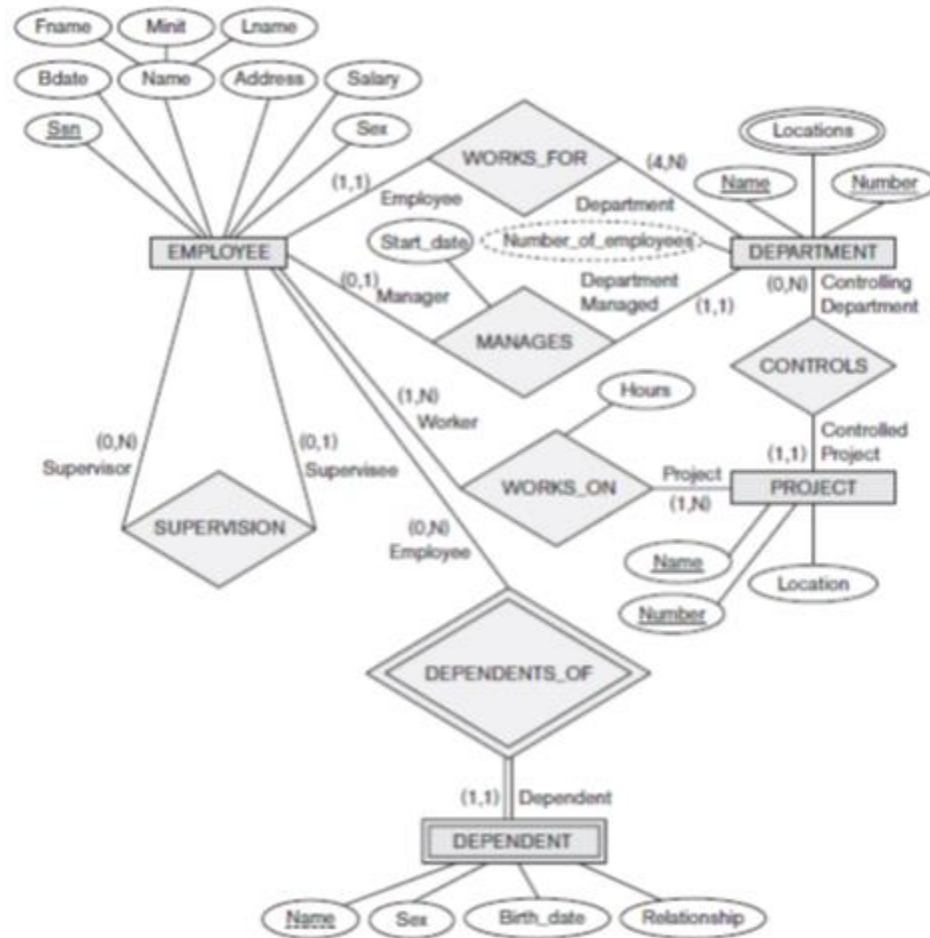 Fname Minit Lname
Bdate Name Address Salary
Ssn Sex
WORKS_FOR
Locations
(1,1) (4,N)
Name Number
Employee Department
Start_date Number_of_employees
EMPLOYEE DEPARTMENT
(0,1) Department (0,N) Controlling
Manager Managed Department
(1,1)
MANAGES
CONTROLS
Hours
(1,N)
Worker
(0,N) (0,1) Controlled
Supervisor Supervisee Project
(1,1)
Project
WORKS_ON PROJECT
(1,N)
SUPERVISION
(0,N)
Employee
Name Location
Number
DEPENDENTS_OF
(1,1) Dependent
DEPENDENT
Name Sex Birth_date Relationship